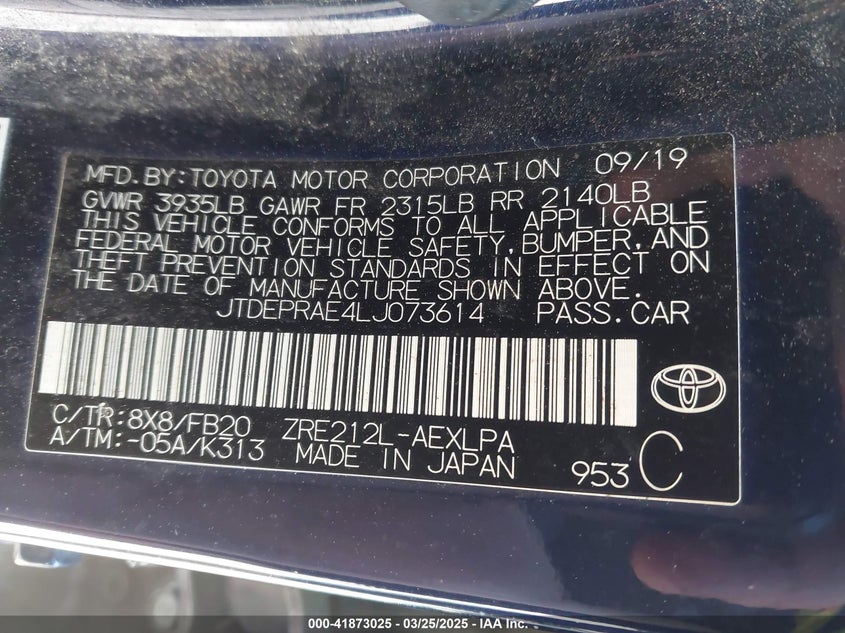 MFD.BY:TOYOTA MOTOR CORPORATION 09/19
GVWR 3935LB GAWR FR 2315LB RR 2140LB
THIS VEHICLE CONFORMS TO ALL APPLICABLE
FEDERAL MOTOR VEHICLE SAFETY,BUMPER,AND
THEFT PREVENTION STANDARDS IN EFFECT ON
THE DATE OF MANUFACTURE SHOWN ABOVE.
JTDEPRAE4LJ073614 PASS.CAR
C/TR:8X8/FB20 ZRE212L-AEXLPA
A/TM:-05A/K313 MADE IN JAPAN 953 C
000-41873025 - 03/25/2025 - IAA Inc.